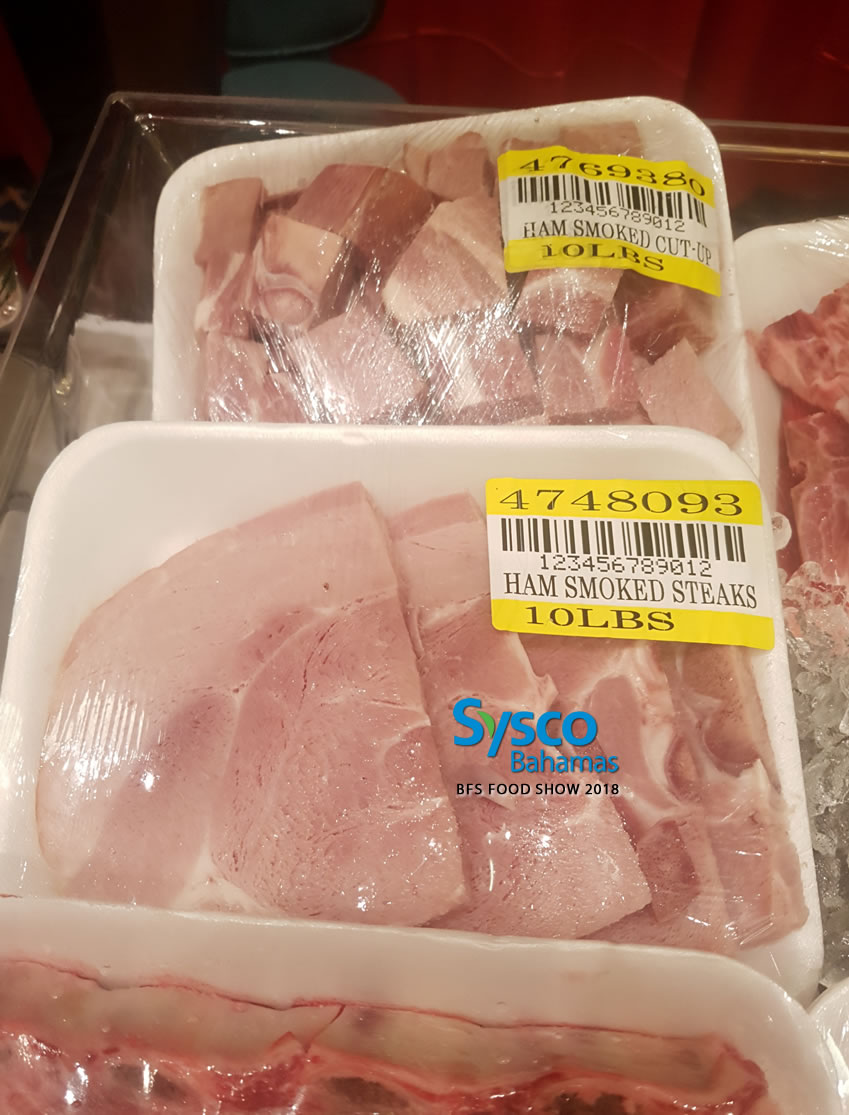 4769380
123456789012
HAM SMOKED CUT-UP
10LBS
4748093
123456789012
HAM SMOKED STEAKS
10LBS
Sysco
Bahamas
BFS FOOD SHOW 2018